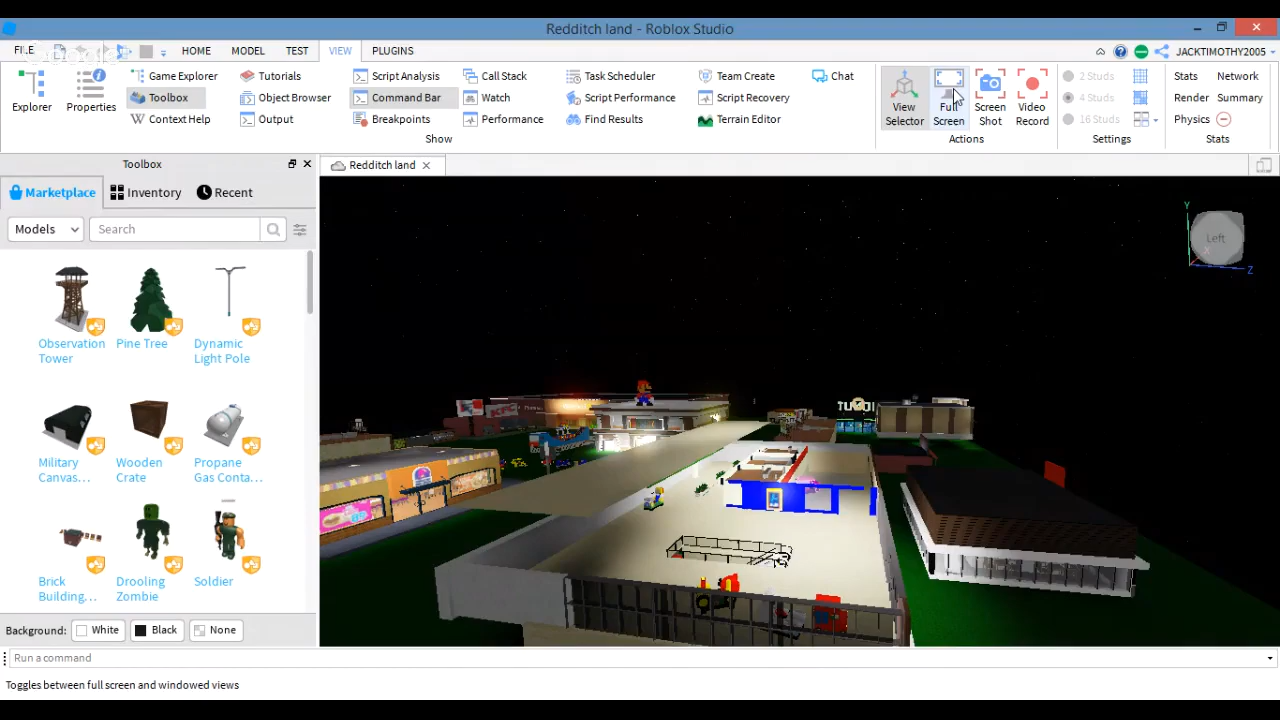 Redditch land - Roblox Studio
FILE HOME MODEL TEST VIEW PLUGINS JACKTIMOTHY2005
Google
Explorer
Properties
Game Explorer Tutorials
Toolbox Object Browser
Context Help Output
Script Analysis Call Stack Task Scheduler Team Create Chat
Command Bar Watch Script Performance Script Recovery
Breakpoints Performance Find Results Terrain Editor
Show
View Selector
Full Screen
Screen Shot
Video Record
Actions
2 Studs
4 Studs
16 Studs
Settings
Stats Network
Render Summary
Physics
Stats
Toolbox
Redditch land
Marketplace Inventory Recent
Models Search
Observation Tower
Pine Tree
Dynamic Light Pole
Military Canvas...
Wooden Crate
Propane Gas Conta...
Brick Building...
Drooling Zombie
Soldier
Background: White Black None
Y
Left
X
Z
KFC
Run a command
Toggles between full screen and windowed views